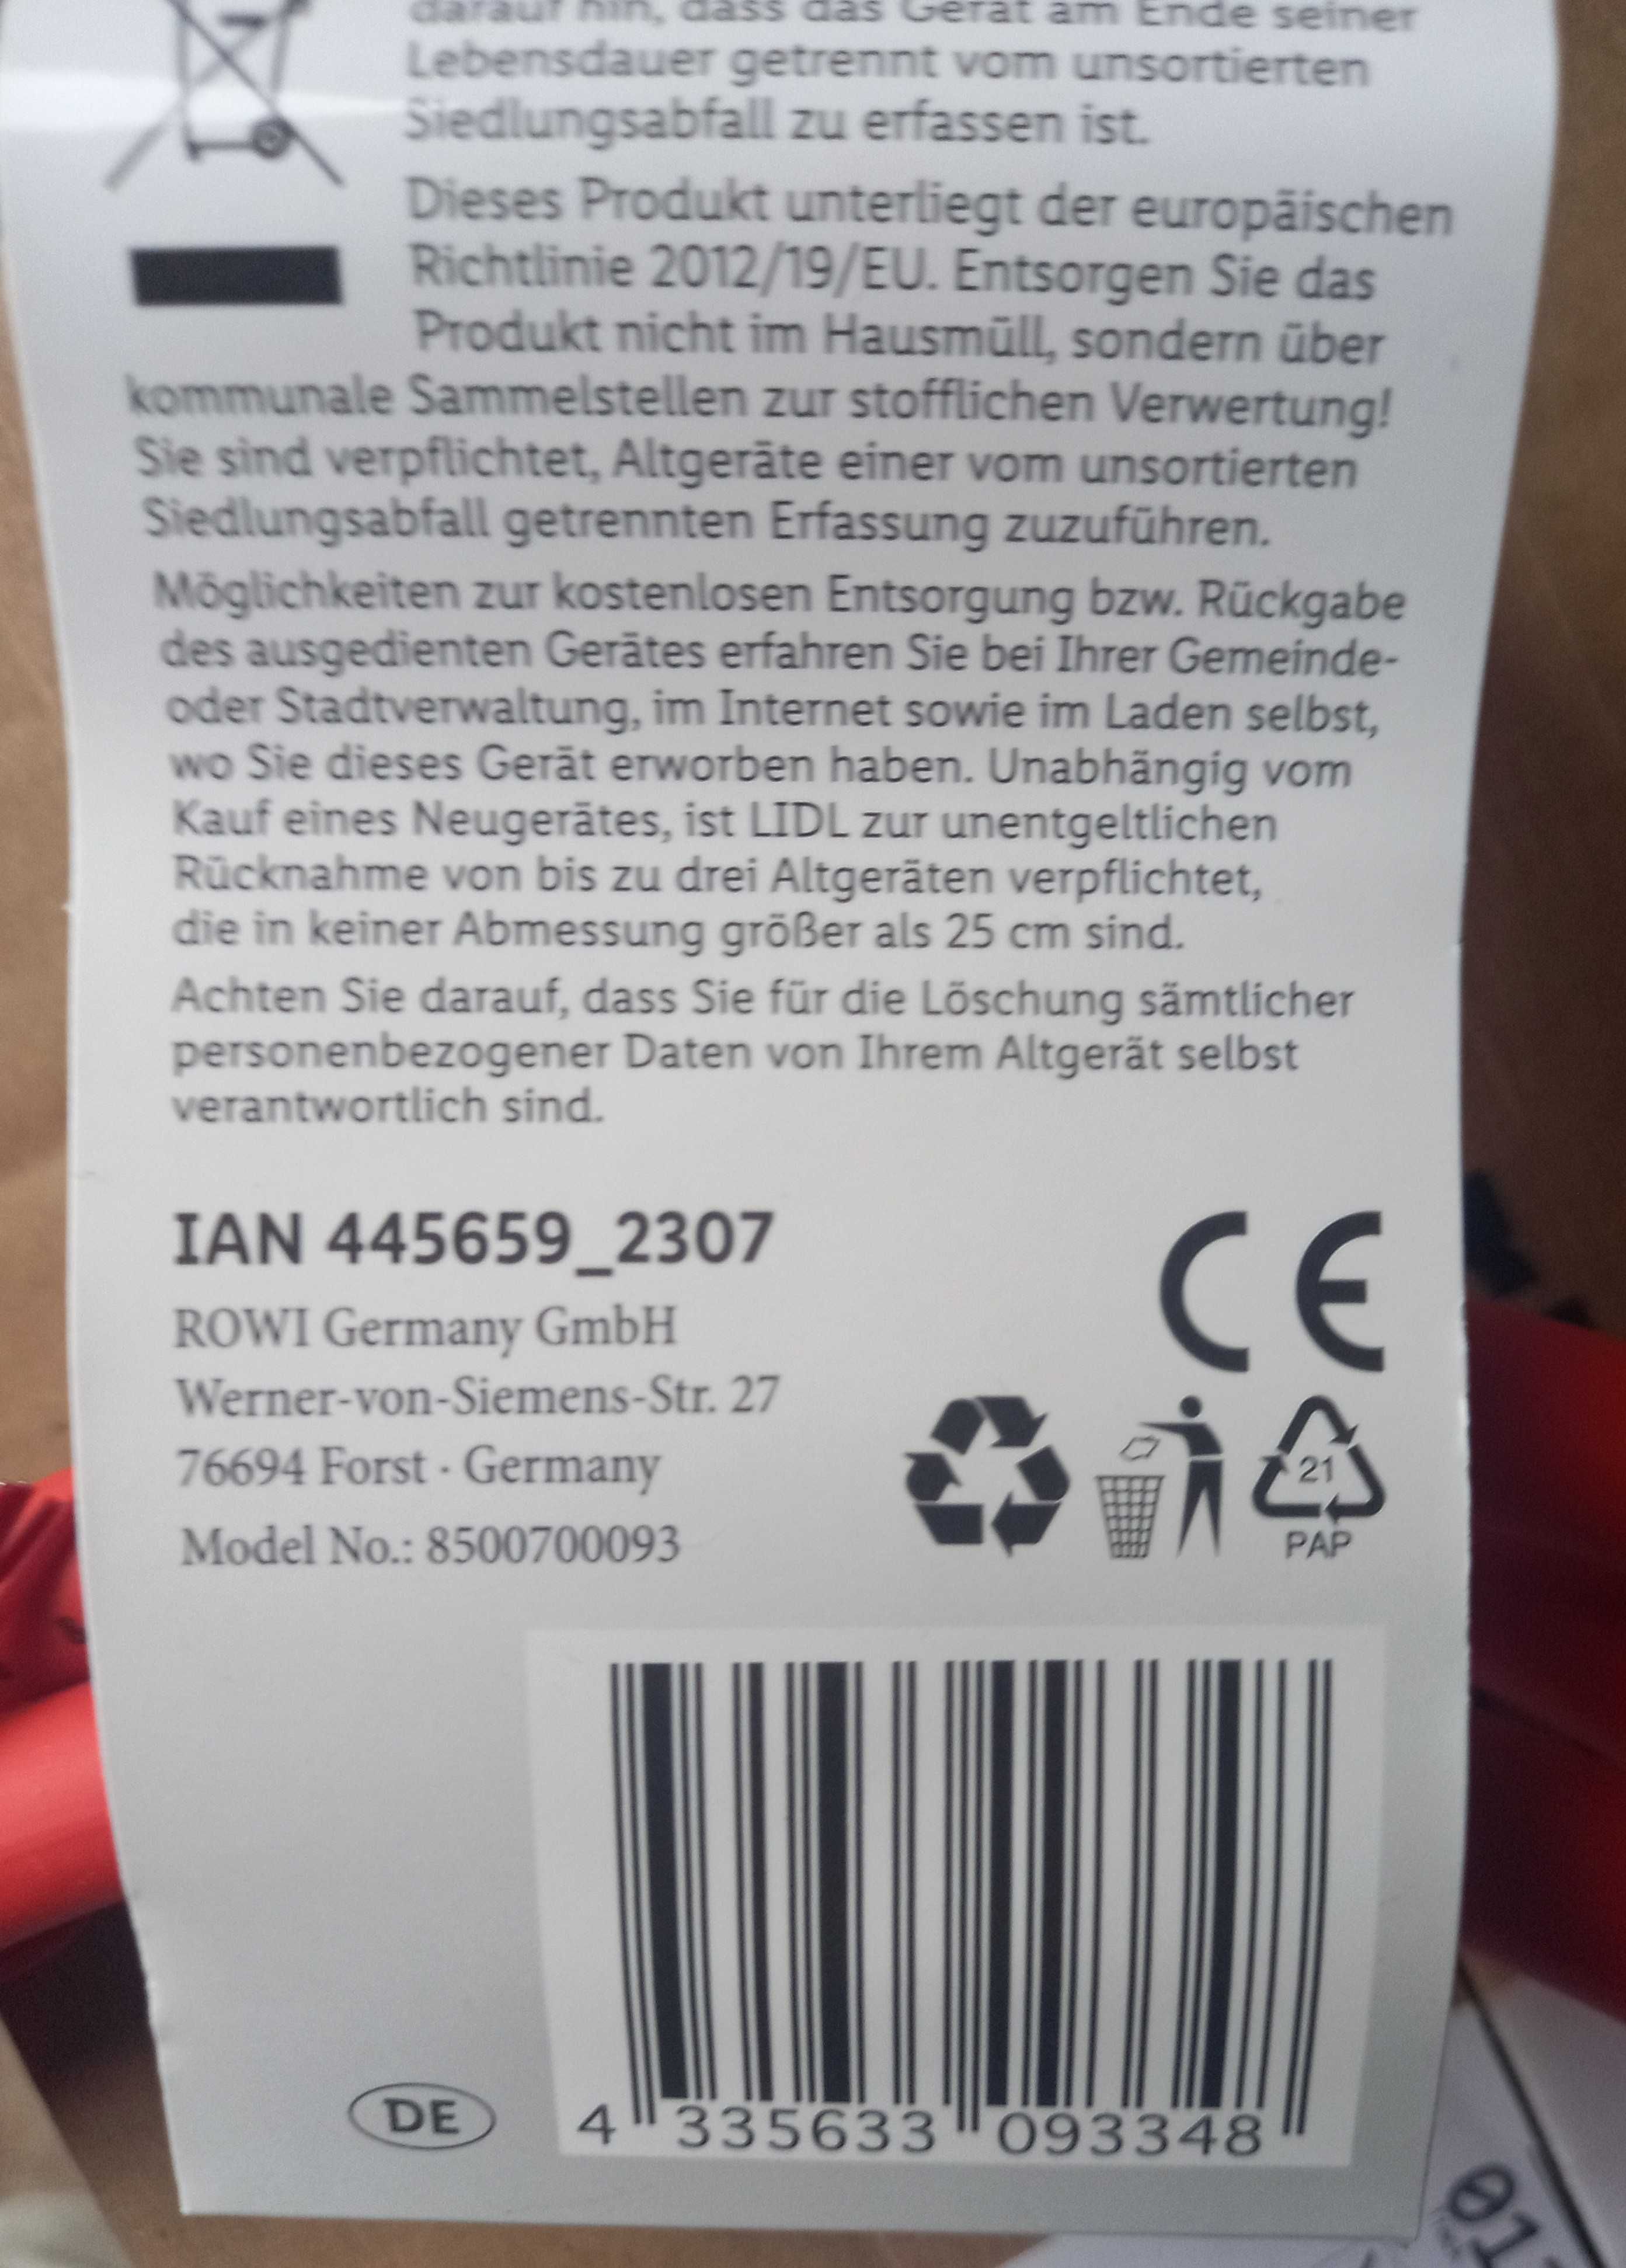 darauf hin, dass das Gerät am Ende seiner
Lebensdauer getrennt vom unsortierten
Siedlungsabfall zu erfassen ist.
Dieses Produkt unterliegt der europäischen
Richtlinie 2012/19/EU. Entsorgen Sie das
Produkt nicht im Hausmüll, sondern über
kommunale Sammelstellen zur stofflichen Verwertung!
Sie sind verpflichtet, Altgeräte einer vom unsortierten
Siedlungsabfall getrennten Erfassung zuzuführen.
Möglichkeiten zur kostenlosen Entsorgung bzw. Rückgabe
des ausgedienten Gerätes erfahren Sie bei Ihrer Gemeinde-
oder Stadtverwaltung, im Internet sowie im Laden selbst,
wo Sie dieses Gerät erworben haben. Unabhängig vom
Kauf eines Neugerätes, ist LIDL zur unentgeltlichen
Rücknahme von bis zu drei Altgeräten verpflichtet,
die in keiner Abmessung größer als 25 cm sind.
Achten Sie darauf, dass Sie für die Löschung sämtlicher
personenbezogener Daten von Ihrem Altgerät selbst
verantwortlich sind.
IAN 445659_2307
CE
ROWI Germany GmbH
Werner-von-Siemens-Str. 27
76694 Forst · Germany
Model No.: 8500700093
21
PAP
DE
4 335633 093348